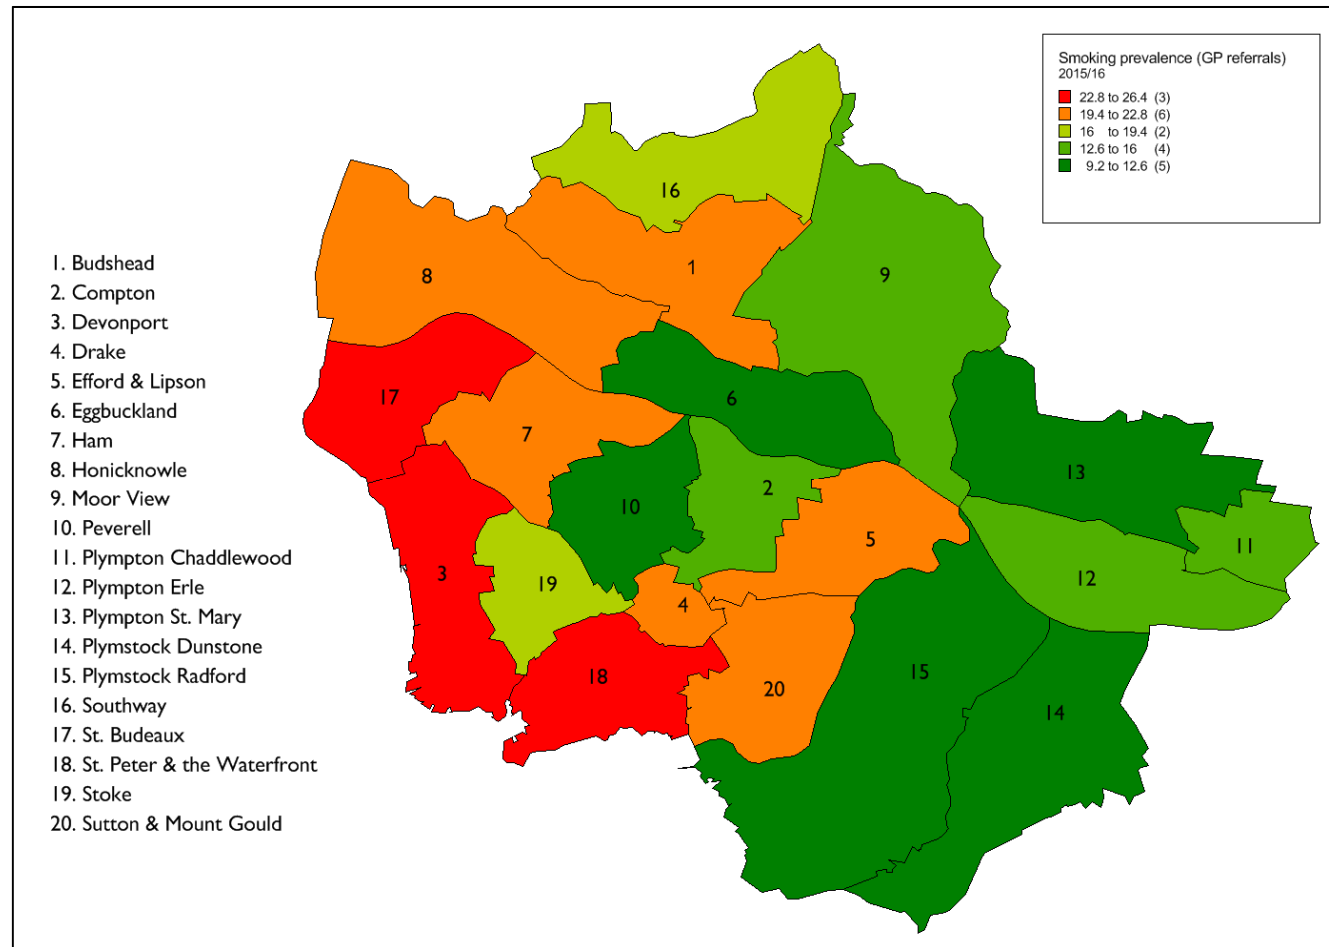 Smoking prevalence (GP referrals)
2015/16
22.8 to 26.4 (3)
19.4 to 22.8 (6)
16 to 19.4 (2)
12.6 to 16 (4)
9.2 to 12.6 (5)
1. Budshead
2. Compton
3. Devonport
4. Drake
5. Efford & Lipson
6. Eggbuckland
7. Ham
8. Honicknowle
9. Moor View
10. Peverell
11. Plympton Chaddlewood
12. Plympton Erle
13. Plympton St. Mary
14. Plymstock Dunstone
15. Plymstock Radford
16. Southway
17. St. Budeaux
18. St. Peter & the Waterfront
19. Stoke
20. Sutton & Mount Gould
16
1
8
9
17
6
7
13
2
10
5
11
3
19
12
4
18
15
20
14